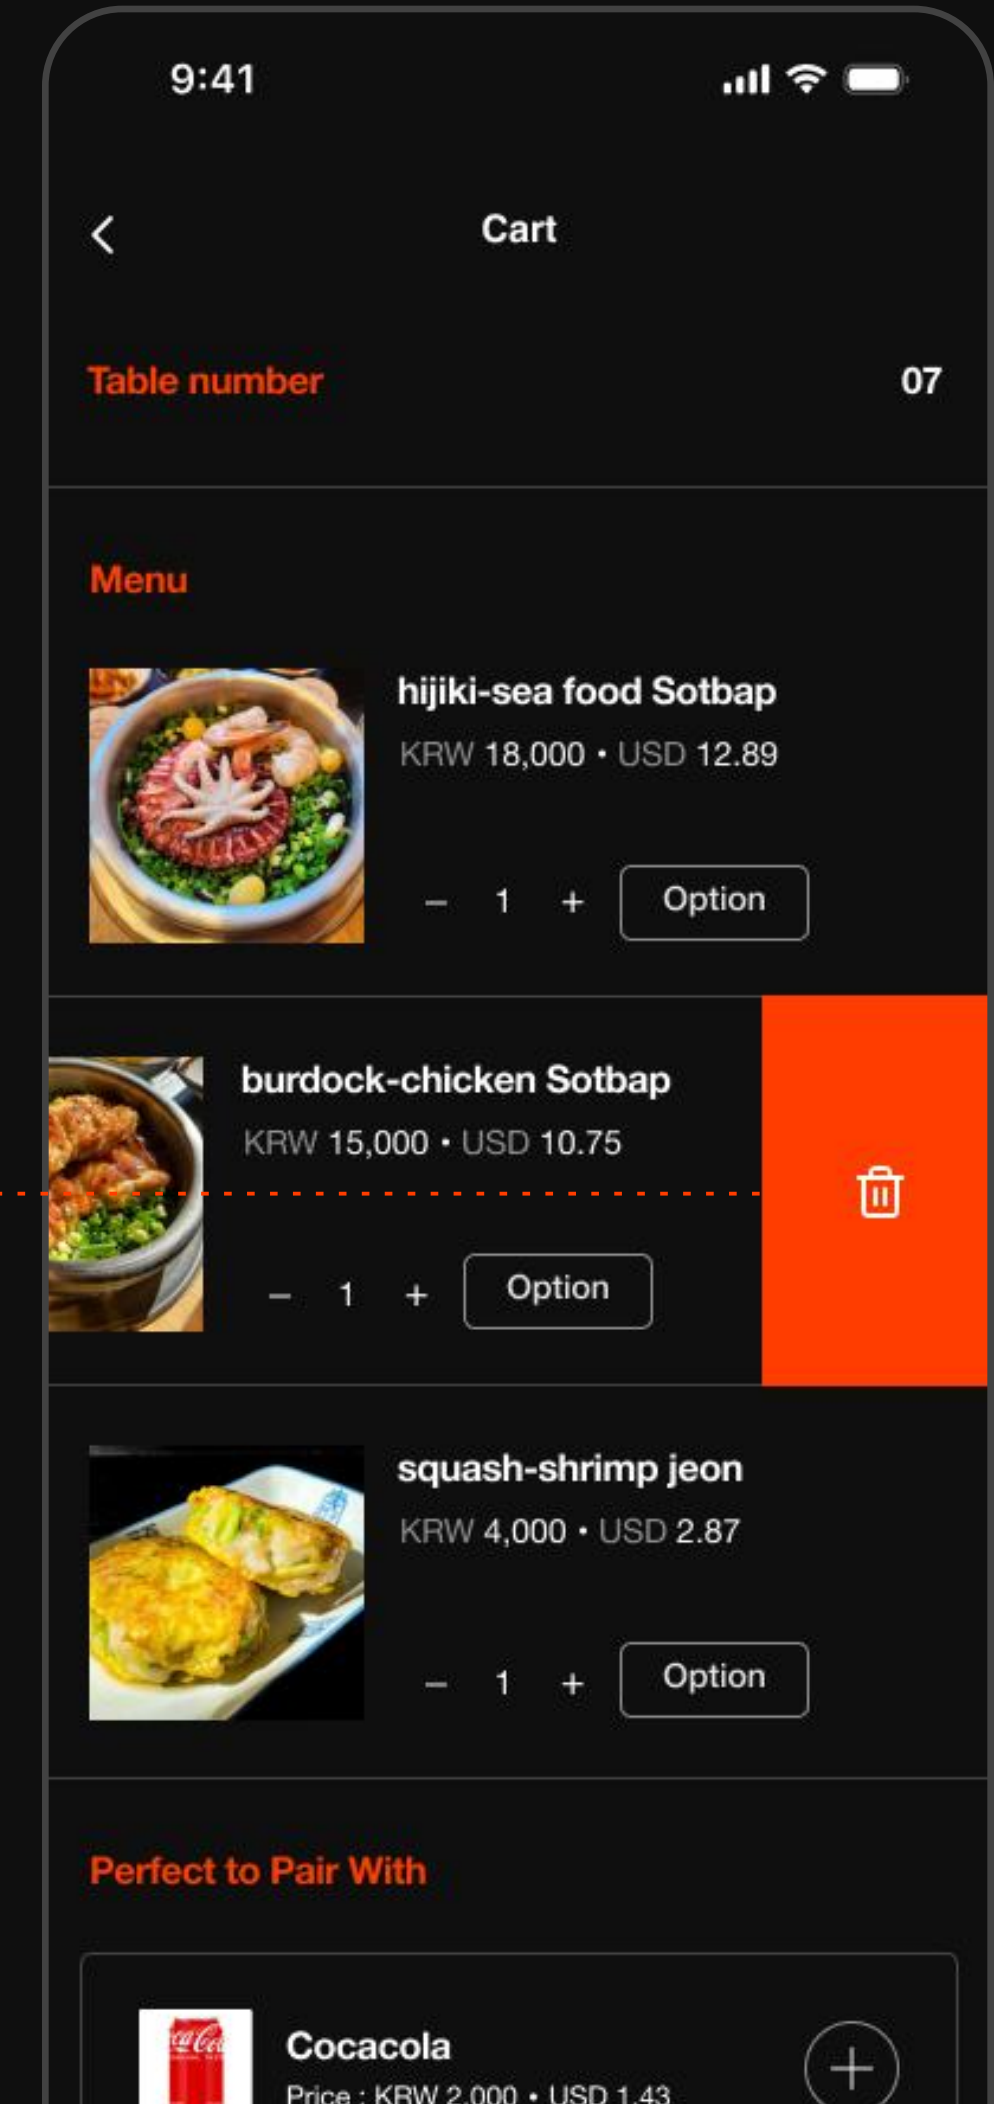 9:41
Cart
Table number 07
Menu
hijiki-sea food Sotbap
KRW 18,000 • USD 12.89
− 1 + Option
burdock-chicken Sotbap
KRW 15,000 • USD 10.75
− 1 + Option
squash-shrimp jeon
KRW 4,000 • USD 2.87
− 1 + Option
Perfect to Pair With
Cocacola
Price : KRW 2,000 • USD 1.43